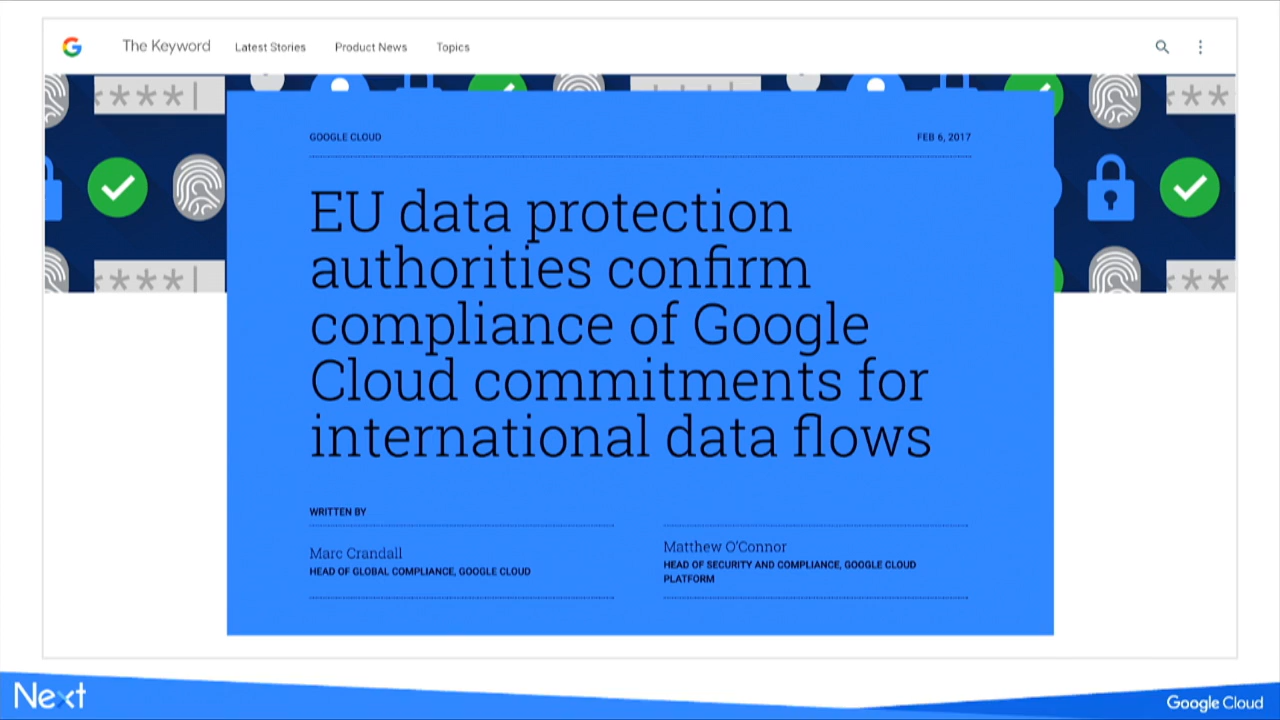 The Keyword Latest Stories Product News Topics
GOOGLE CLOUD FEB 6, 2017
EU data protection
authorities confirm
compliance of Google
Cloud commitments for
international data flows
WRITTEN BY
Marc Crandall
HEAD OF GLOBAL COMPLIANCE, GOOGLE CLOUD
Matthew O'Connor
HEAD OF SECURITY AND COMPLIANCE, GOOGLE CLOUD
PLATFORM
Next
Google Cloud